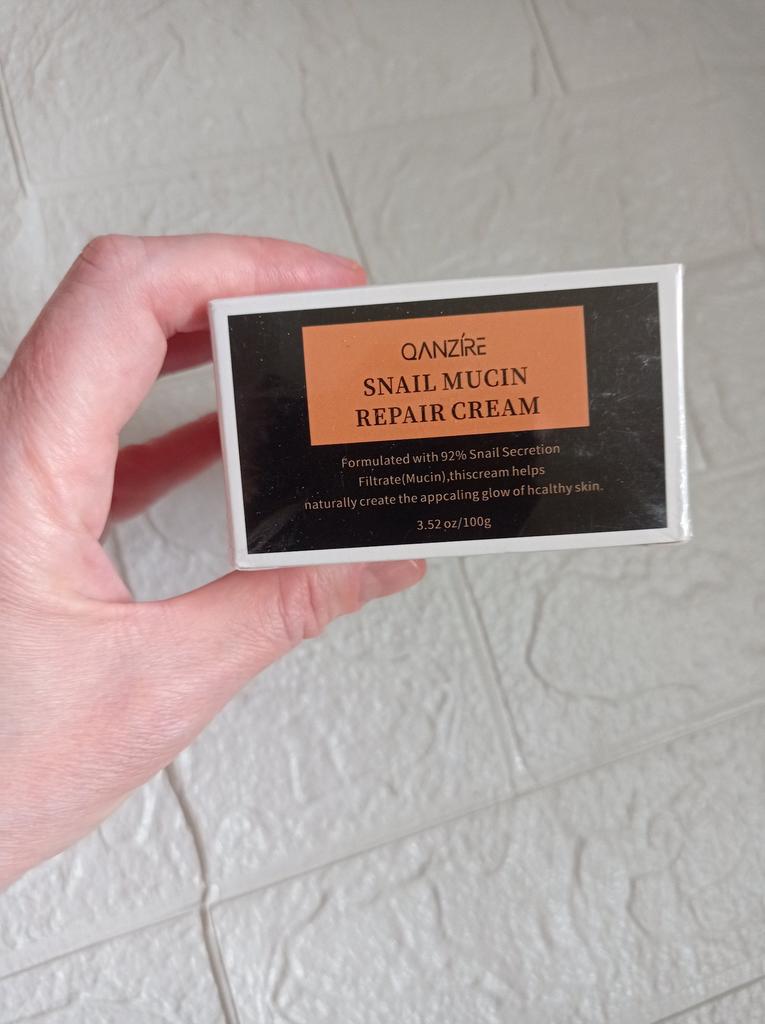 QANZÍRE
SNAIL MUCIN
REPAIR CREAM
Formulated with 92% Snail Secretion
Filtrate(Mucin),thiscream helps
naturally create the appcaling glow of hcalthy skin.
3.52 oz/100g